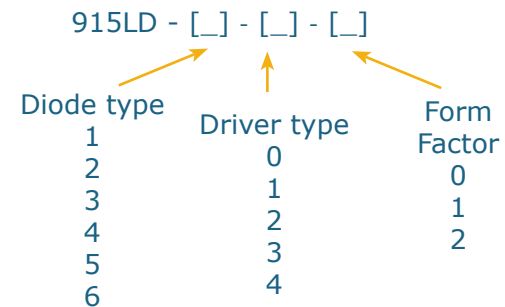 915LD - [_] - [_] - [_]
Diode type
1
2
3
4
5
6
Driver type
0
1
2
3
4
Form
Factor
0
1
2